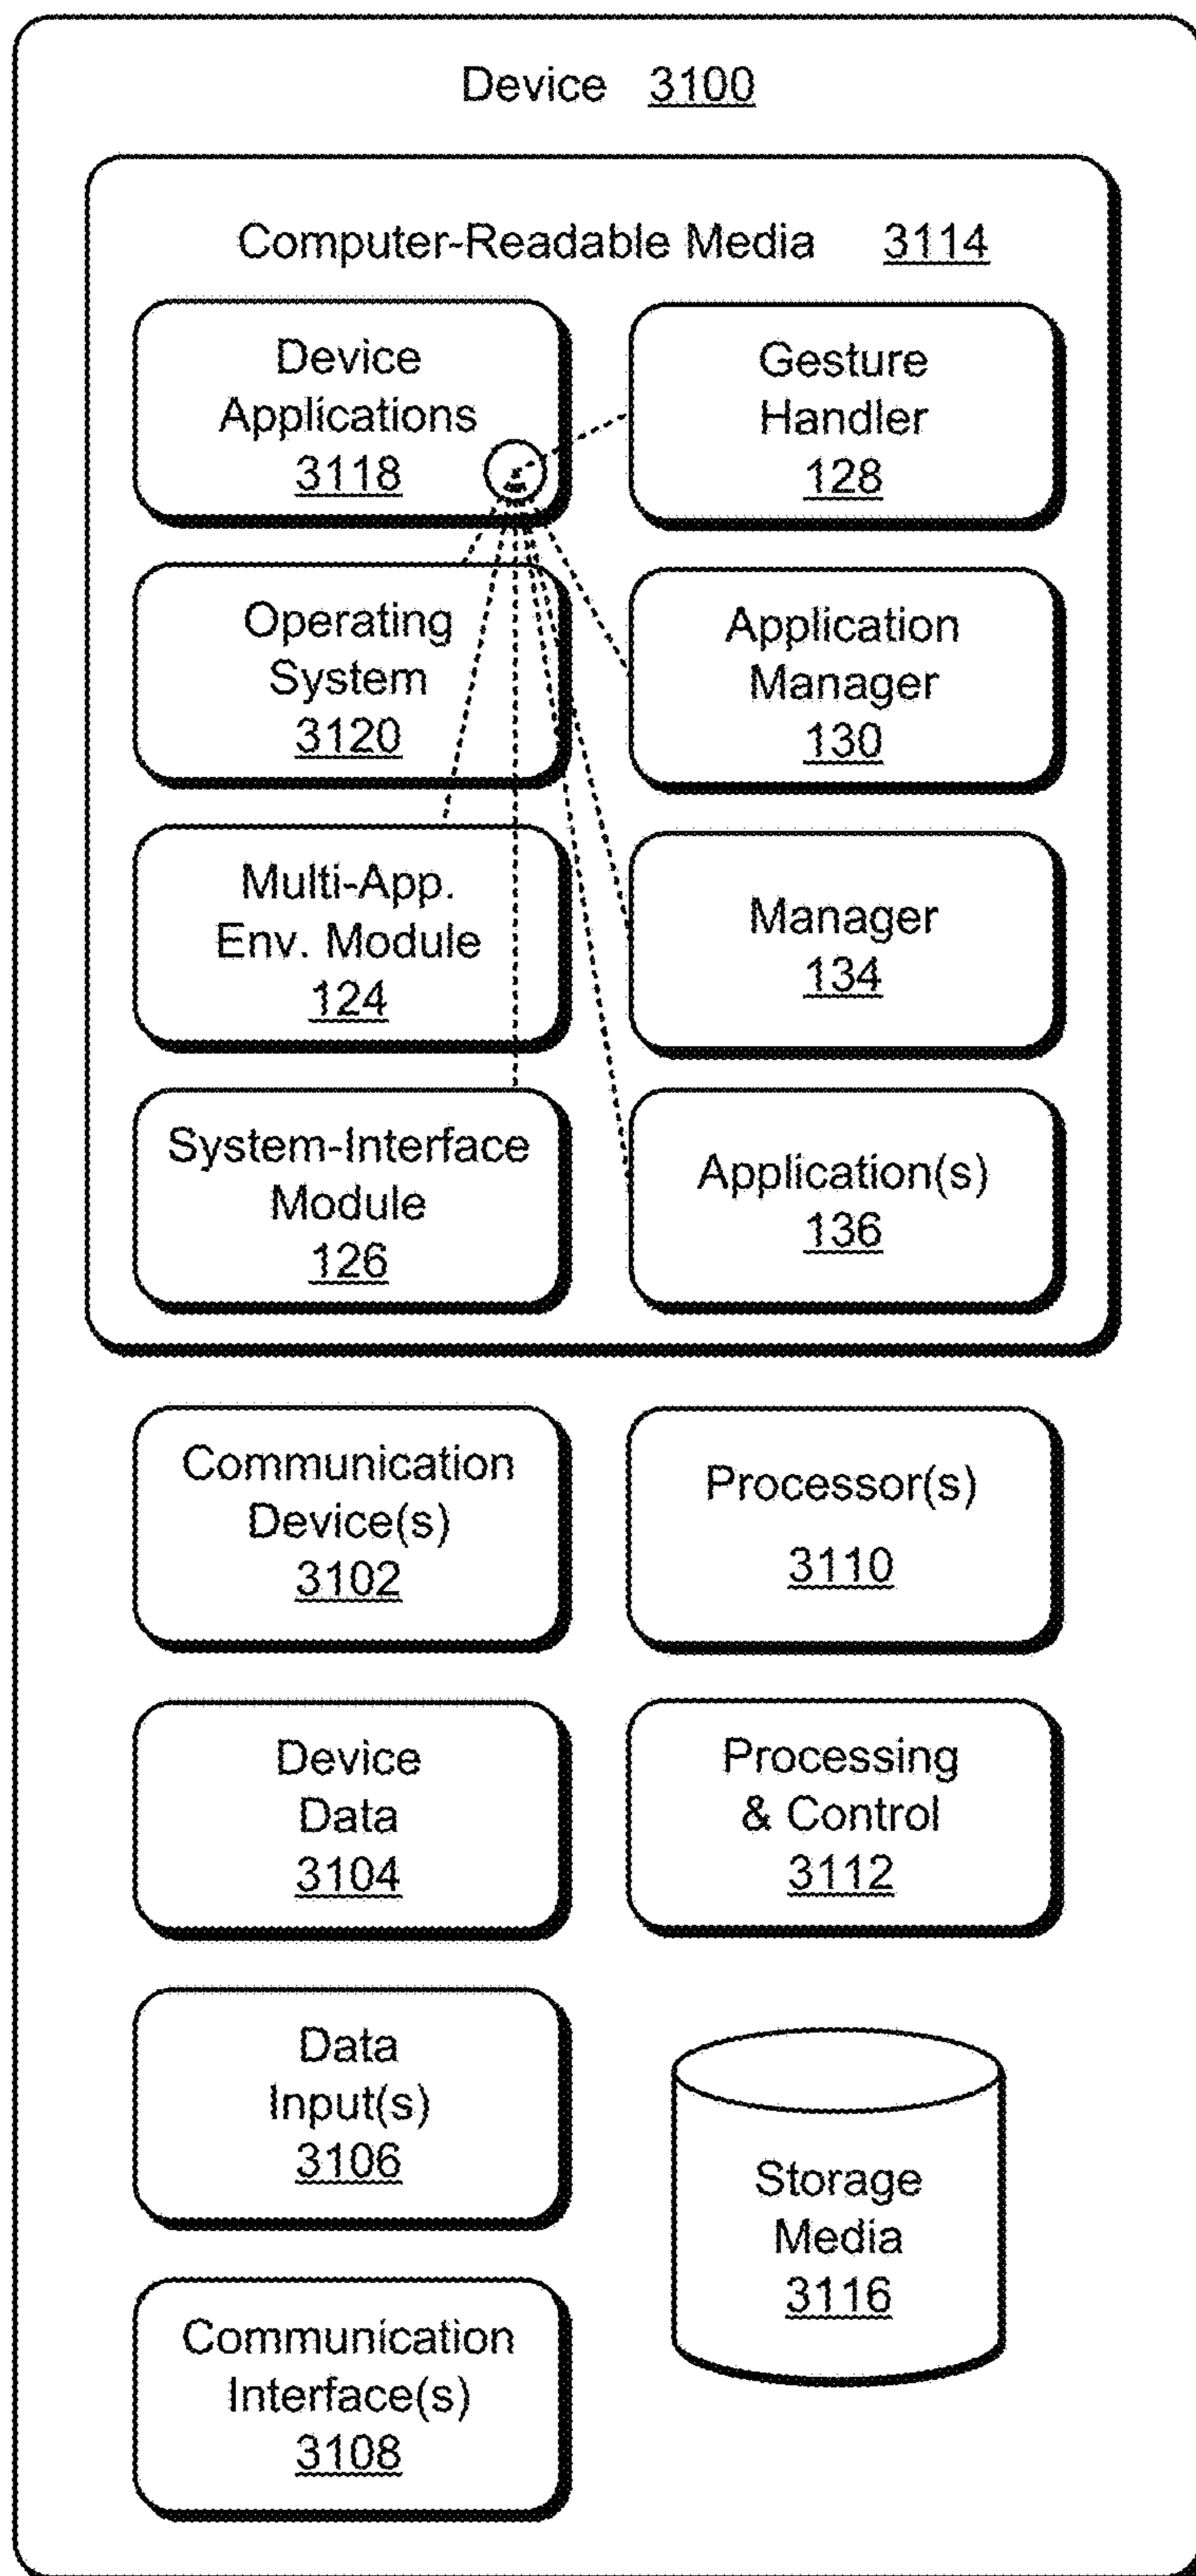 Device 3100
Computer-Readable Media 3114
Device
Applications
3118
Gesture
Handler
128
Operating
System
3120
Application
Manager
130
Multi-App.
Env. Module
124
Manager
134
System-Interface
Module
126
Application(s)
136
Communication
Device(s)
3102
Processor(s)
3110
Device
Data
3104
Processing
& Control
3112
Data
Input(s)
3106
Storage
Media
3116
Communication
Interface(s)
3108